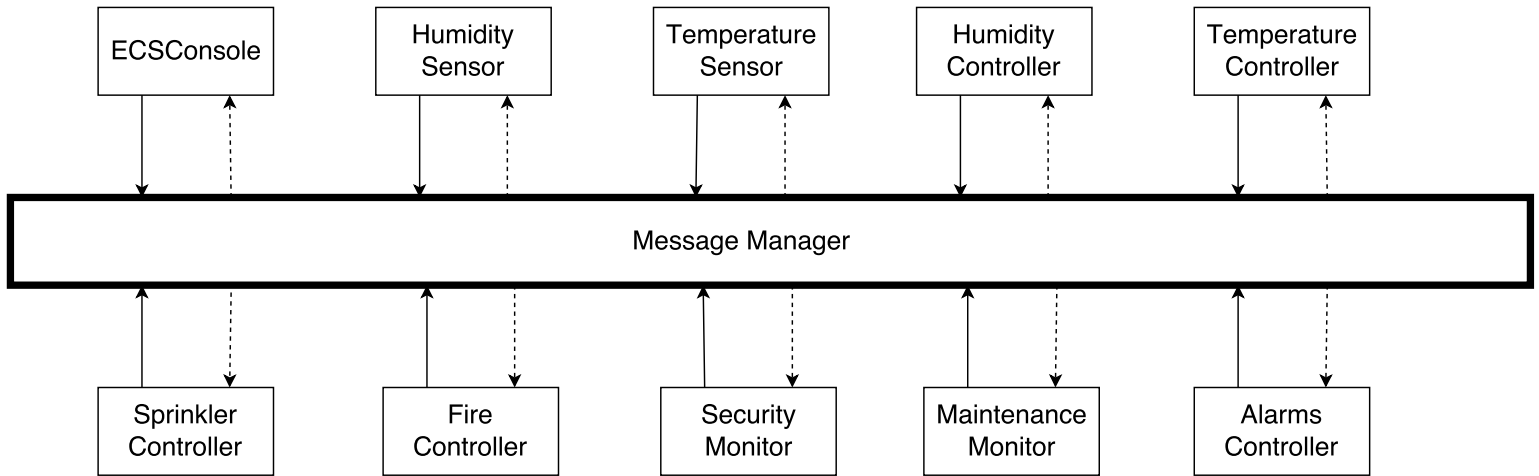 ECSConsole
Humidity
Sensor
Temperature
Sensor
Humidity
Controller
Temperature
Controller
Message Manager
Sprinkler
Controller
Fire
Controller
Security
Monitor
Maintenance
Monitor
Alarms
Controller